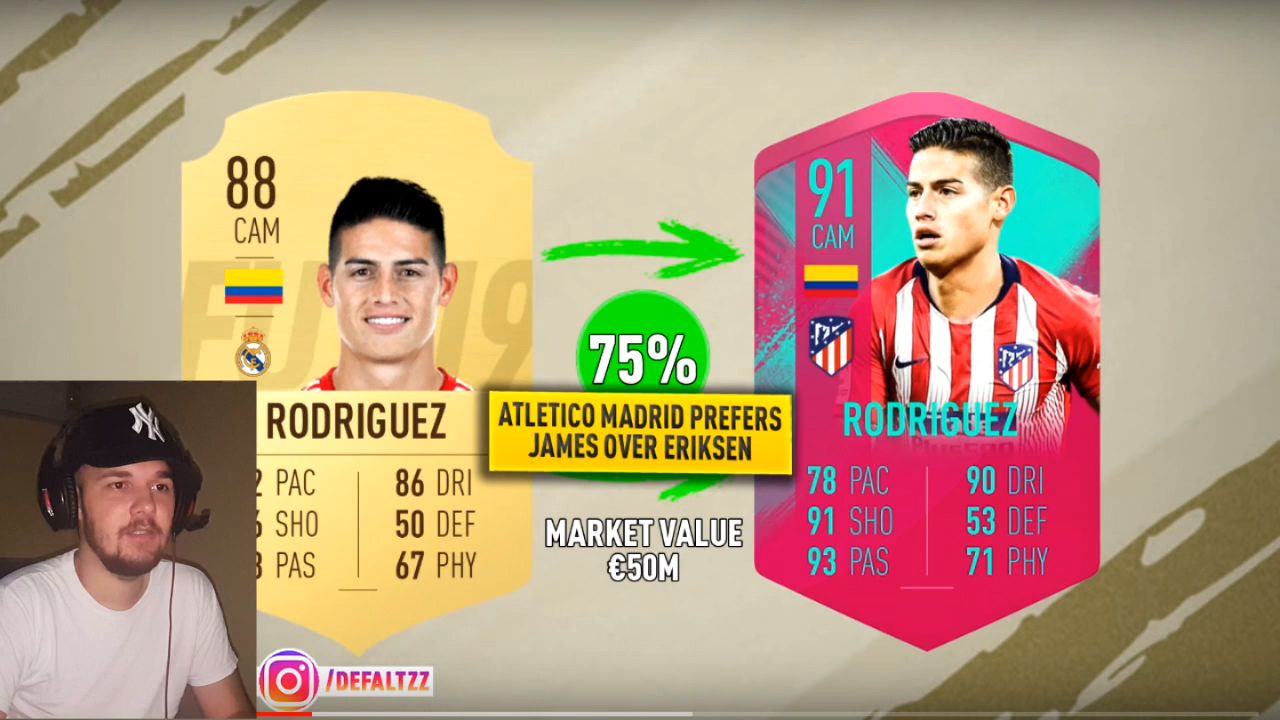 88
CAM
FUT 19
RODRIGUEZ
2 PAC
86 DRI
SHO
50 DEF
PAS
67 PHY
75%
ATLETICO MADRID PREFERS
JAMES OVER ERIKSEN
MARKET VALUE
€50M
91
CAM
RODRIGUEZ
78 PAC
90 DRI
91 SHO
53 DEF
93 PAS
71 PHY
NY
/DEFALTZZ